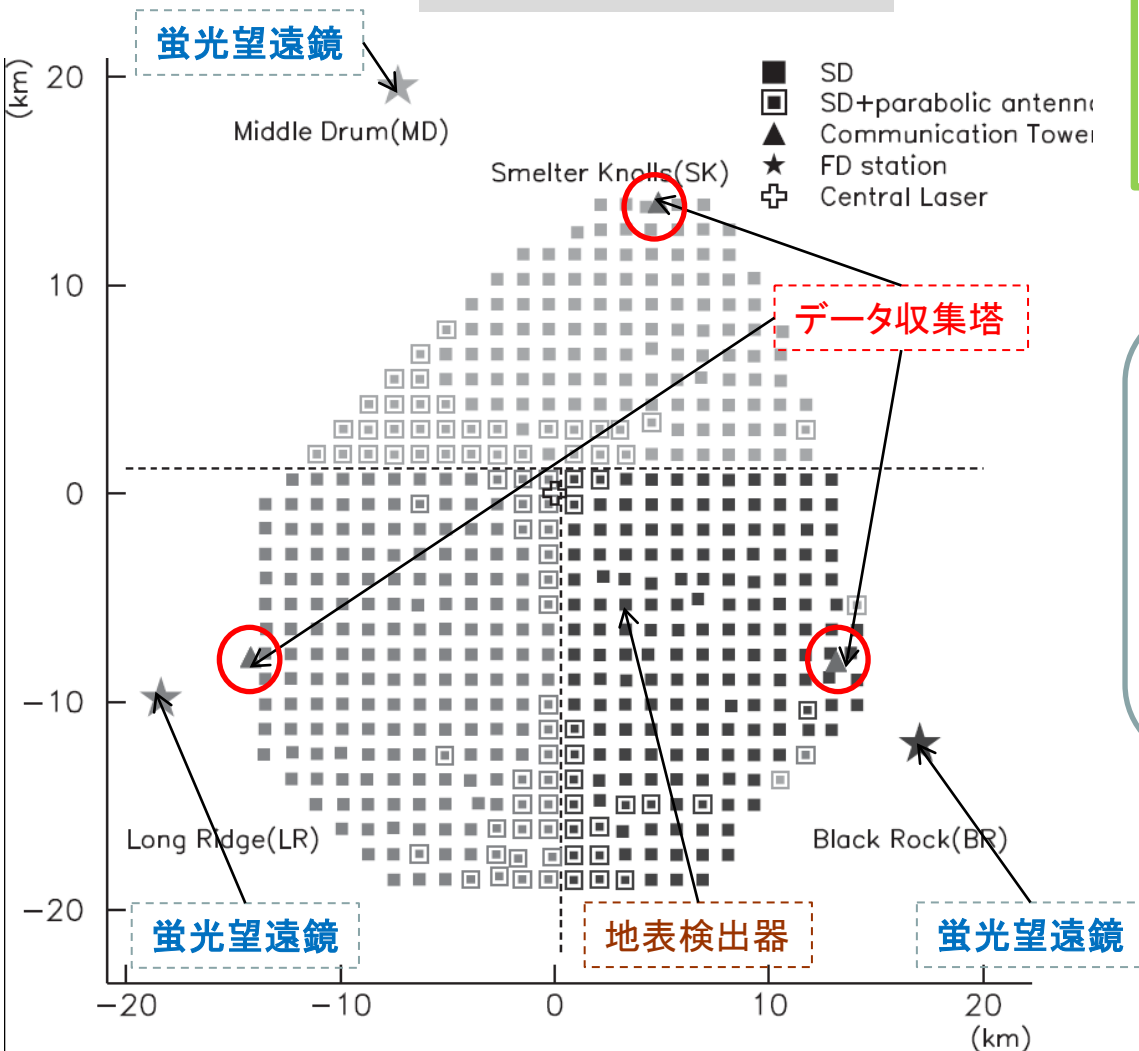 蛍光望遠鏡
(km)
20
SD
SD+parabolic antenna
Middle Drum(MD)
Communication Tower
Smelter Knolls(SK)
FD station
Central Laser
10
データ収集塔
0
−10
Long Ridge(LR)
Black Rock(BR)
−20
蛍光望遠鏡
地表検出器
蛍光望遠鏡
−20
−10
0
10
20
(km)